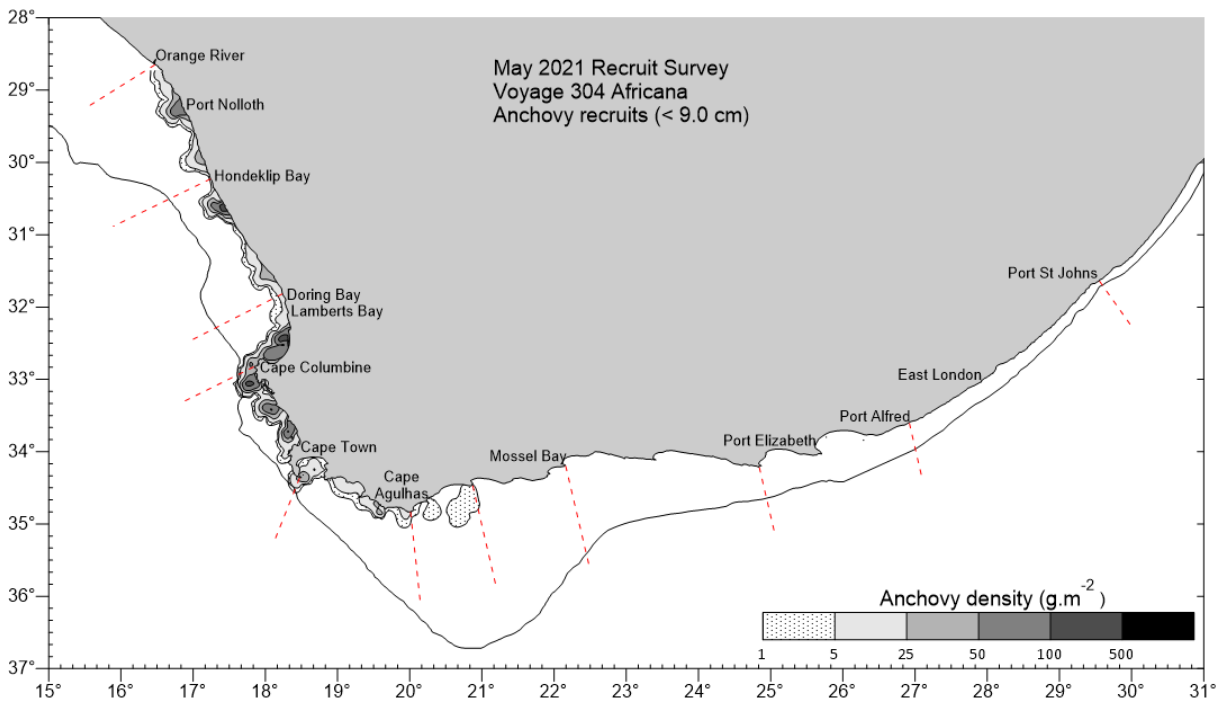 28°
29°
30°
31°
32°
33°
34°
35°
36°
37°
May 2021 Recruit Survey
Voyage 304 Africana
Anchovy recruits (< 9.0 cm)
Orange River
Port Nolloth
Hondeklip Bay
Doring Bay
Lamberts Bay
Cape Columbine
Cape Town
Cape
Agulhas
Mossel Bay
Port Elizabeth
Port Alfred
East London
Port St Johns
Anchovy density (g.m-2)
1 5 25 50 100 500
15° 16° 17° 18° 19° 20° 21° 22° 23° 24° 25° 26° 27° 28° 29° 30° 31°